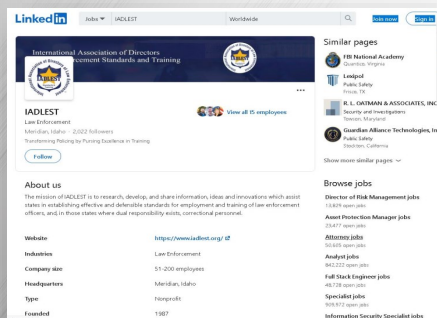 LinkedIn
Jobs
IADLEST
Worldwide
Join now
Sign in
International Association of Directors
rcement Standards and Training
IADLEST
IADLEST
Law Enforcement
Meridian, Idaho · 2,022 followers
Transforming Policing by Pursuing Excellence in Training
View all 15 employees
Follow
About us
The mission of IADLEST is to research, develop, and share information, ideas and innovations which assist
states in establishing effective and defensible standards for employment and training of law enforcement
officers, and in those states where dual responsibility exists, correctional personnel.
Website https://www.iadlest.org/
Industries Law Enforcement
Company size 51-200 employees
Headquarters Meridian, Idaho
Type Nonprofit
Founded 1987
Similar pages
FBI National Academy
Quantico, Virginia
Lexipol
Public Safety
Frisco, TX
R. L. OATMAN & ASSOCIATES, INC
Security and Investigations
Towson, Maryland
Guardian Alliance Technologies, In
Public Safety
Stockton, California
Show more similar pages
Browse jobs
Director of Risk Management jobs
13,829 open jobs
Asset Protection Manager jobs
23,477 open jobs
Attorney jobs
50,605 open jobs
Analyst jobs
842,222 open jobs
Full Stack Engineer jobs
48,728 open jobs
Specialist jobs
909,972 open jobs
Information Security Specialist jobs